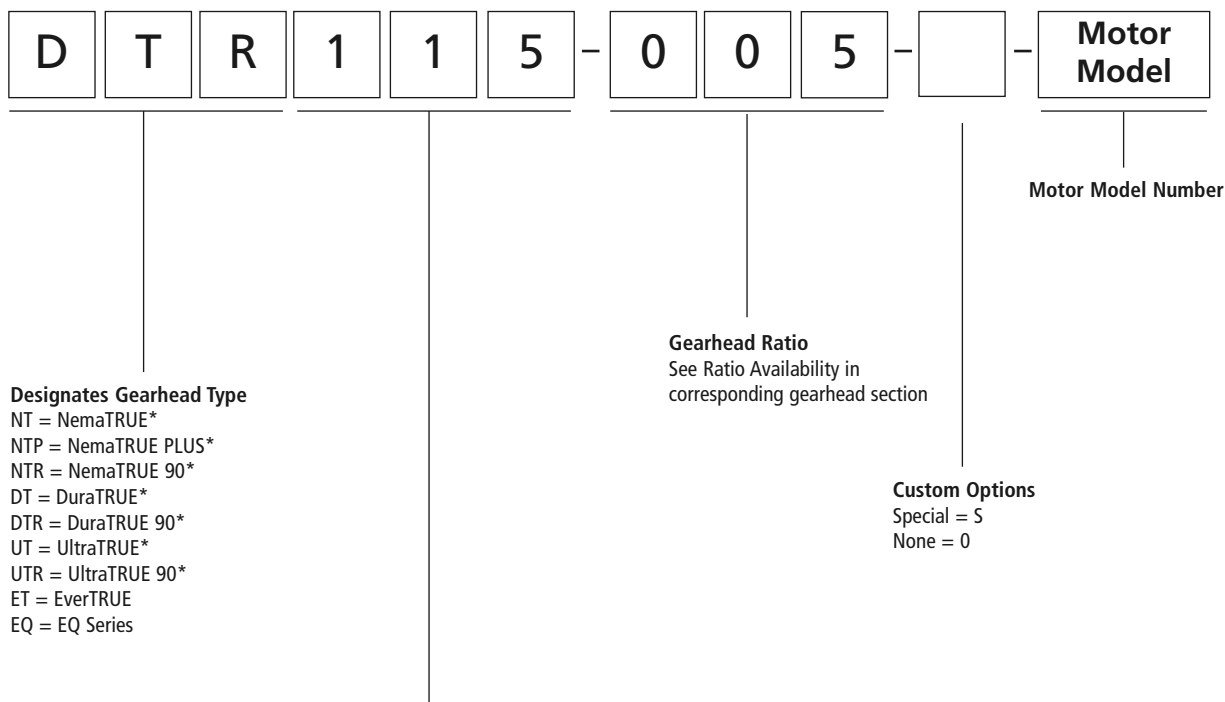 D T R 1 1 5 - 0 0 5 - - Motor Model
Motor Model Number
Gearhead Ratio
See Ratio Availability in
corresponding gearhead section
Designates Gearhead Type
NT = NemaTRUE*
NTP = NemaTRUE PLUS*
NTR = NemaTRUE 90*
DT = DuraTRUE*
DTR = DuraTRUE 90*
UT = UltraTRUE*
UTR = UltraTRUE 90*
ET = EverTRUE
EQ = EQ Series
Custom Options
Special = S
None = 0